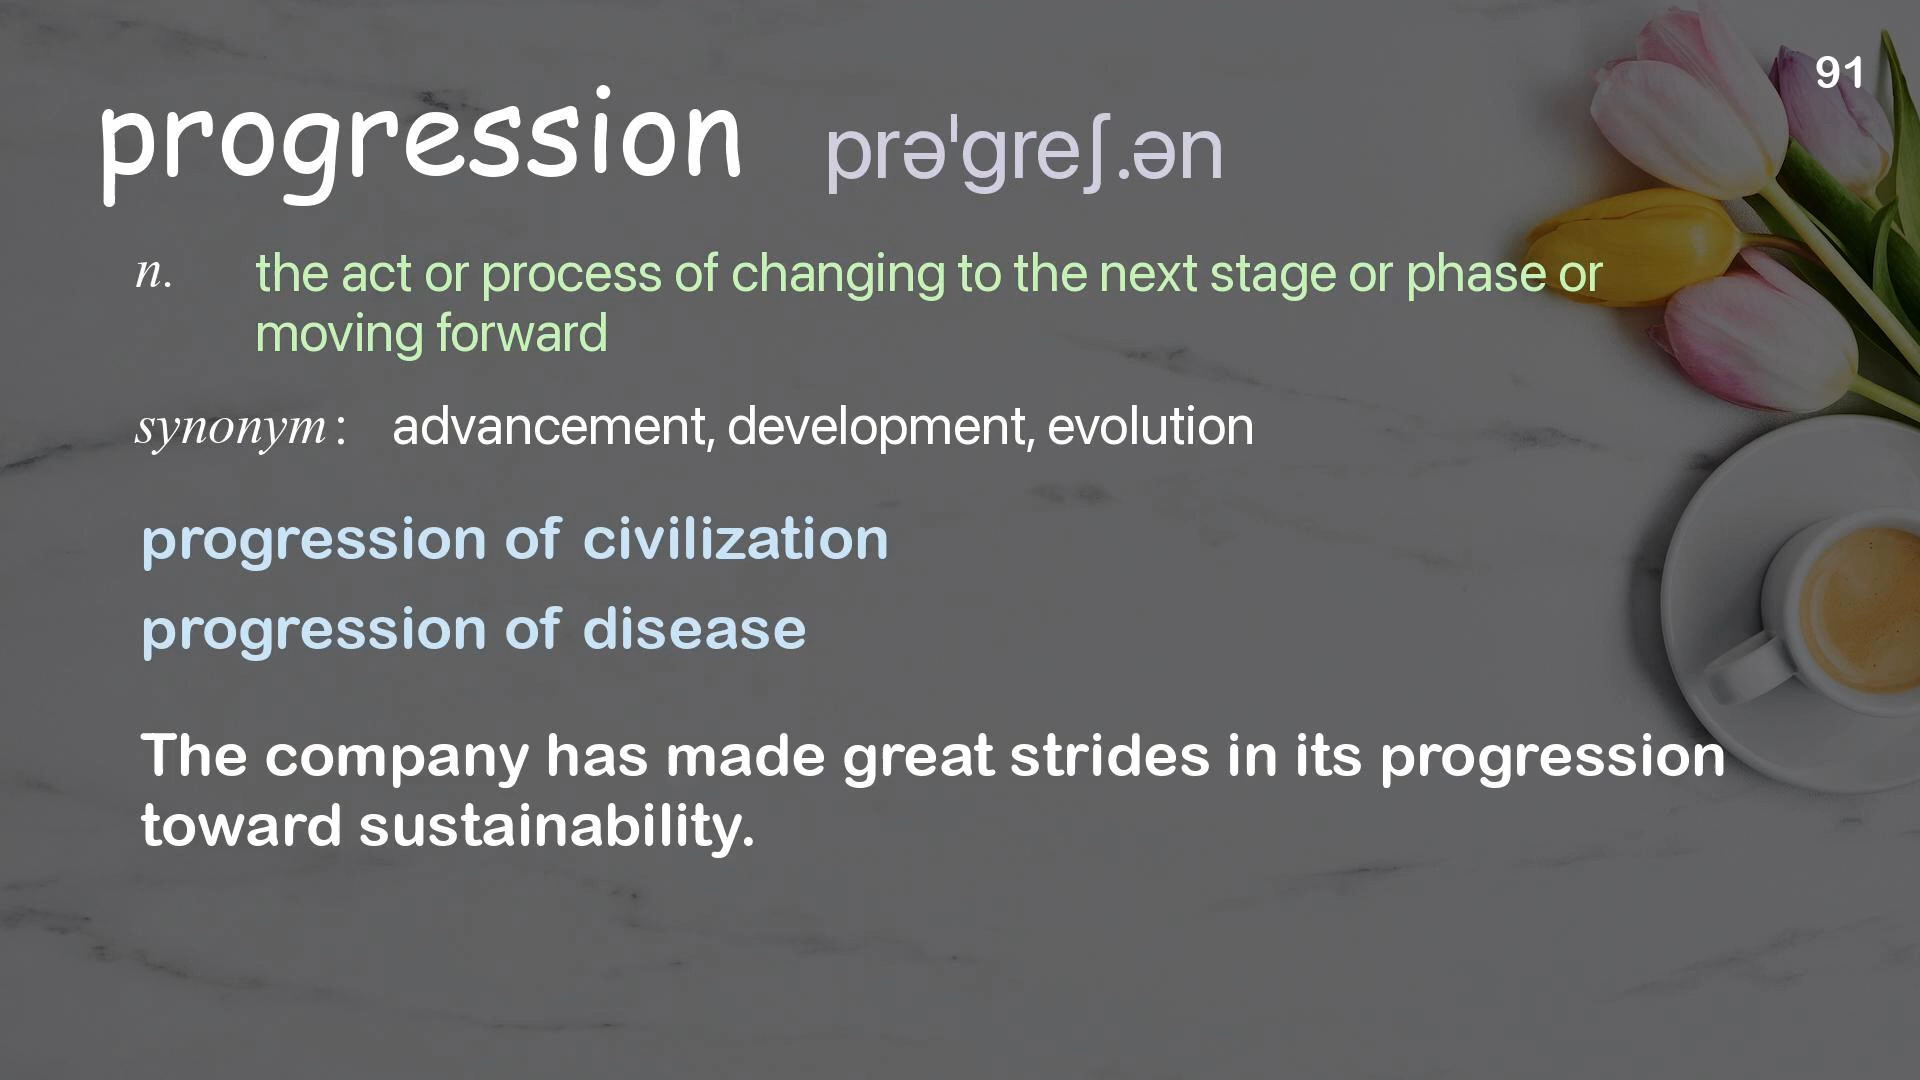 91
progression prəˈɡreʃ.ən
n. the act or process of changing to the next stage or phase or
moving forward
synonym : advancement, development, evolution
progression of civilization
progression of disease
The company has made great strides in its progression
toward sustainability.